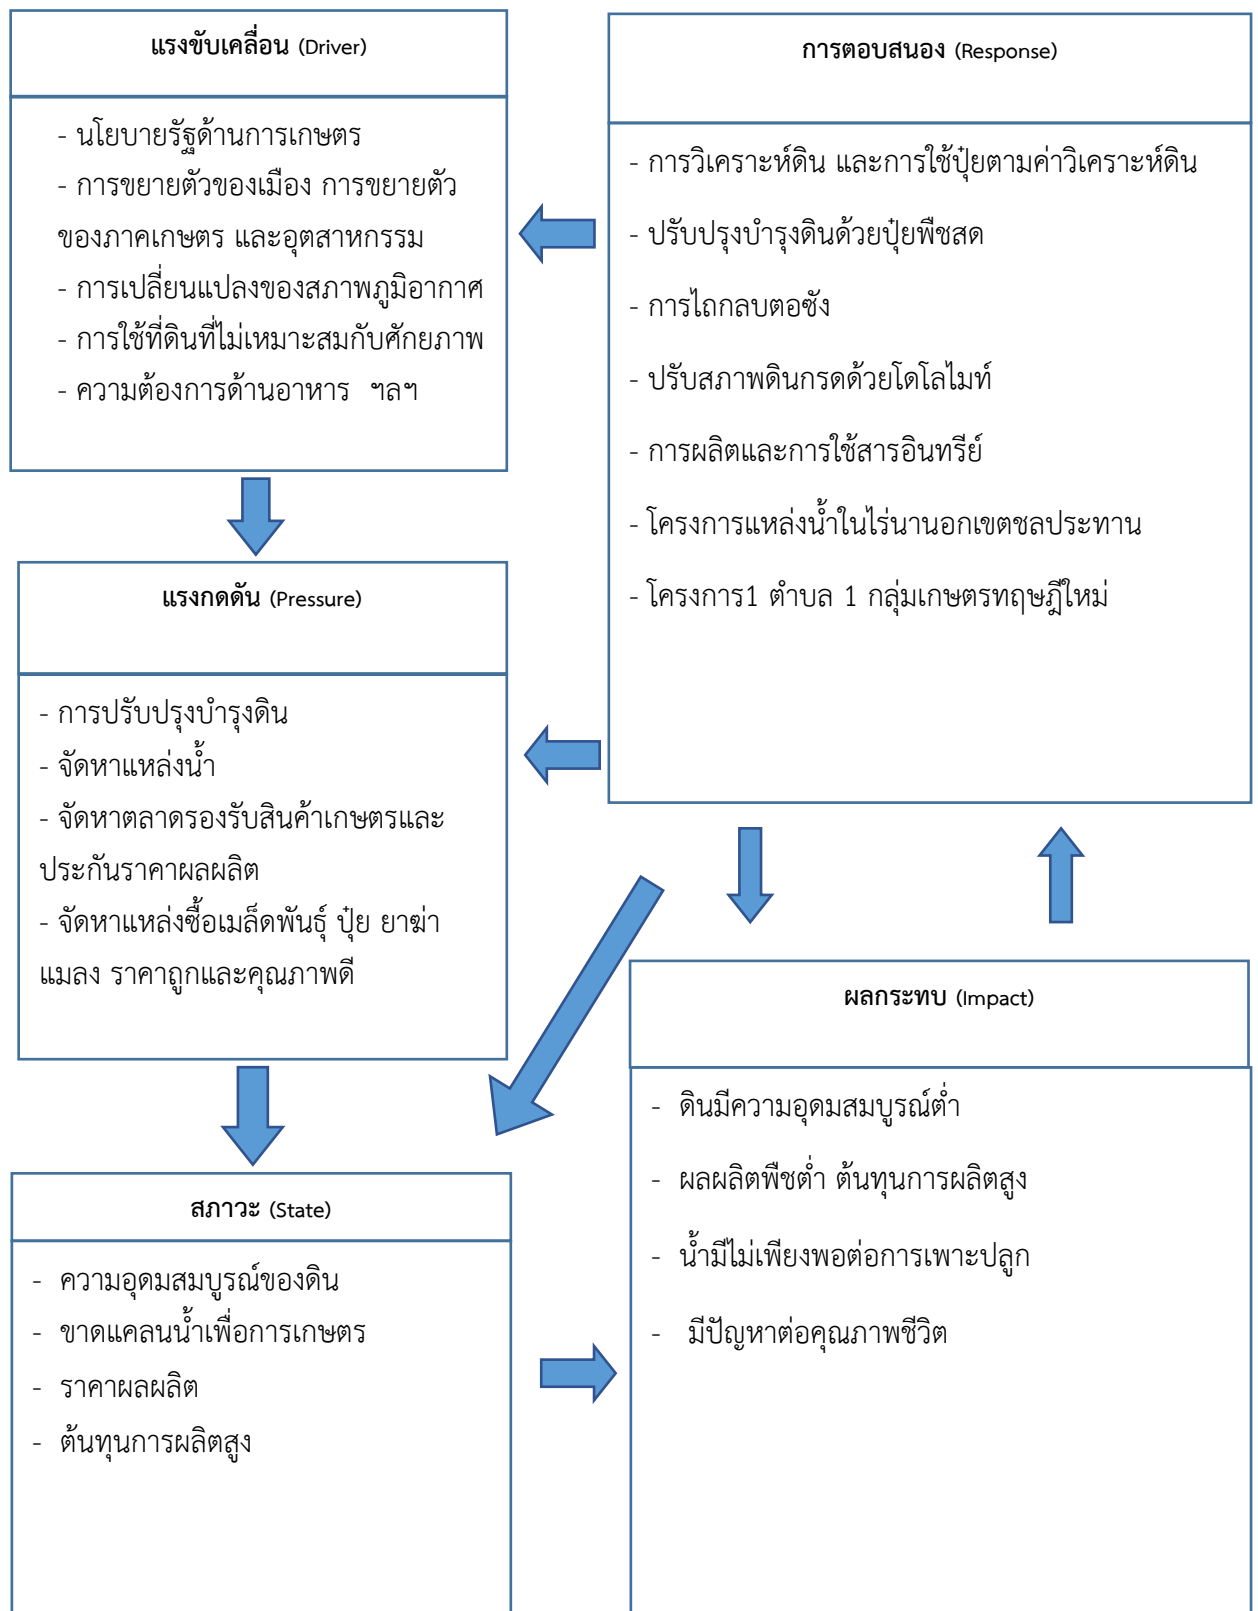 แรงขับเคลื่อน (Driver)
- นโยบายรัฐด้านการเกษตร
- การขยายตัวของเมือง การขยายตัว
ของภาคเกษตร และอุตสาหกรรม
- การเปลี่ยนแปลงของสภาพภูมิอากาศ
- การใช้ที่ดินที่ไม่เหมาะสมกับศักยภาพ
- ความต้องการด้านอาหาร ฯลฯ
การตอบสนอง (Response)
- การวิเคราะห์ดิน และการใช้ปุ๋ยตามค่าวิเคราะห์ดิน
- ปรับปรุงบำรุงดินด้วยปุ๋ยพืชสด
- การไถกลบตอซัง
- ปรับสภาพดินกรดด้วยโดโลไมท์
- การผลิตและการใช้สารอินทรีย์
- โครงการแหล่งน้ำในไร่นานอกเขตชลประทาน
- โครงการ1 ตำบล 1 กลุ่มเกษตรทฤษฎีใหม่
แรงกดดัน (Pressure)
- การปรับปรุงบำรุงดิน
- จัดหาแหล่งน้ำ
- จัดหาตลาดรองรับสินค้าเกษตรและ
ประกันราคาผลผลิต
- จัดหาแหล่งซื้อเมล็ดพันธุ์ ปุ๋ย ยาฆ่า
แมลง ราคาถูกและคุณภาพดี
ผลกระทบ (Impact)
- ดินมีความอุดมสมบูรณ์ต่ำ
- ผลผลิตพืชต่ำ ต้นทุนการผลิตสูง
- น้ำมีไม่เพียงพอต่อการเพาะปลูก
- มีปัญหาต่อคุณภาพชีวิต
สภาวะ (State)
- ความอุดมสมบูรณ์ของดิน
- ขาดแคลนน้ำเพื่อการเกษตร
- ราคาผลผลิต
- ต้นทุนการผลิตสูง